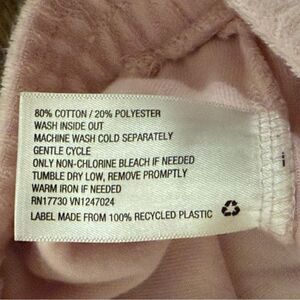 80% COTTON / 20% POLYESTER
WASH INSIDE OUT
MACHINE WASH COLD SEPARATELY
GENTLE CYCLE
ONLY NON-CHLORINE BLEACH IF NEEDED
TUMBLE DRY LOW, REMOVE PROMPTLY
WARM IRON IF NEEDED
RN17730 VN1247024
LABEL MADE FROM 100% RECYCLED PLASTIC